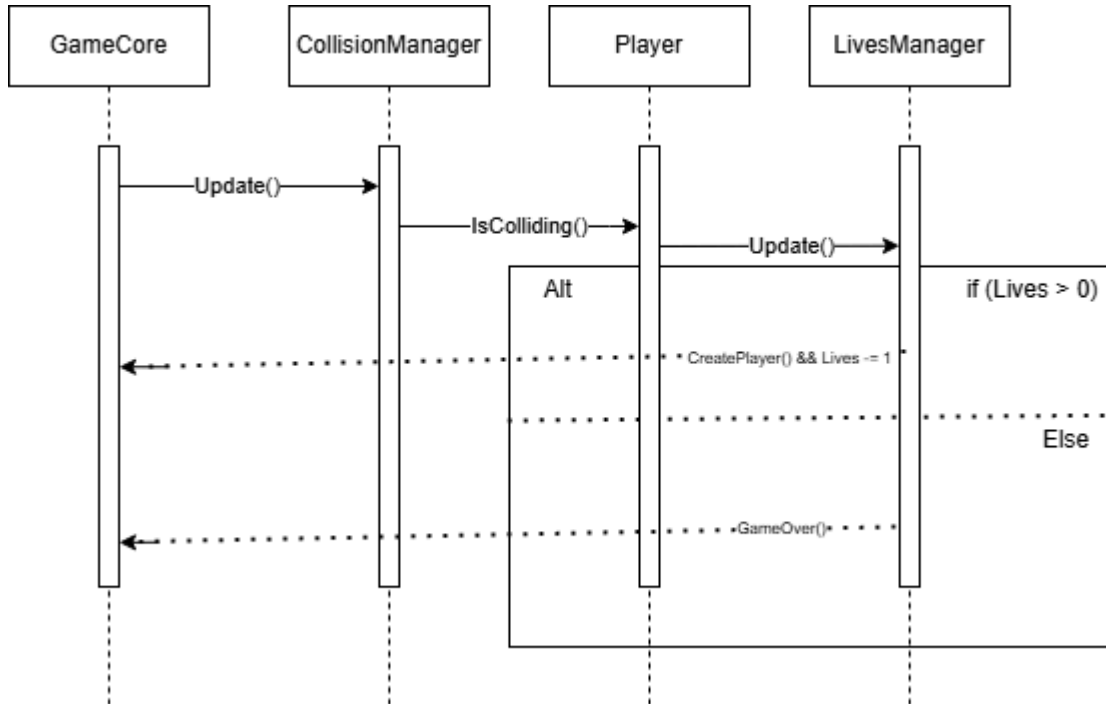 GameCore
CollisionManager
Player
LivesManager
Update()
IsColliding()
Update()
Alt
if (Lives > 0)
CreatePlayer() && Lives -= 1
Else
GameOver()